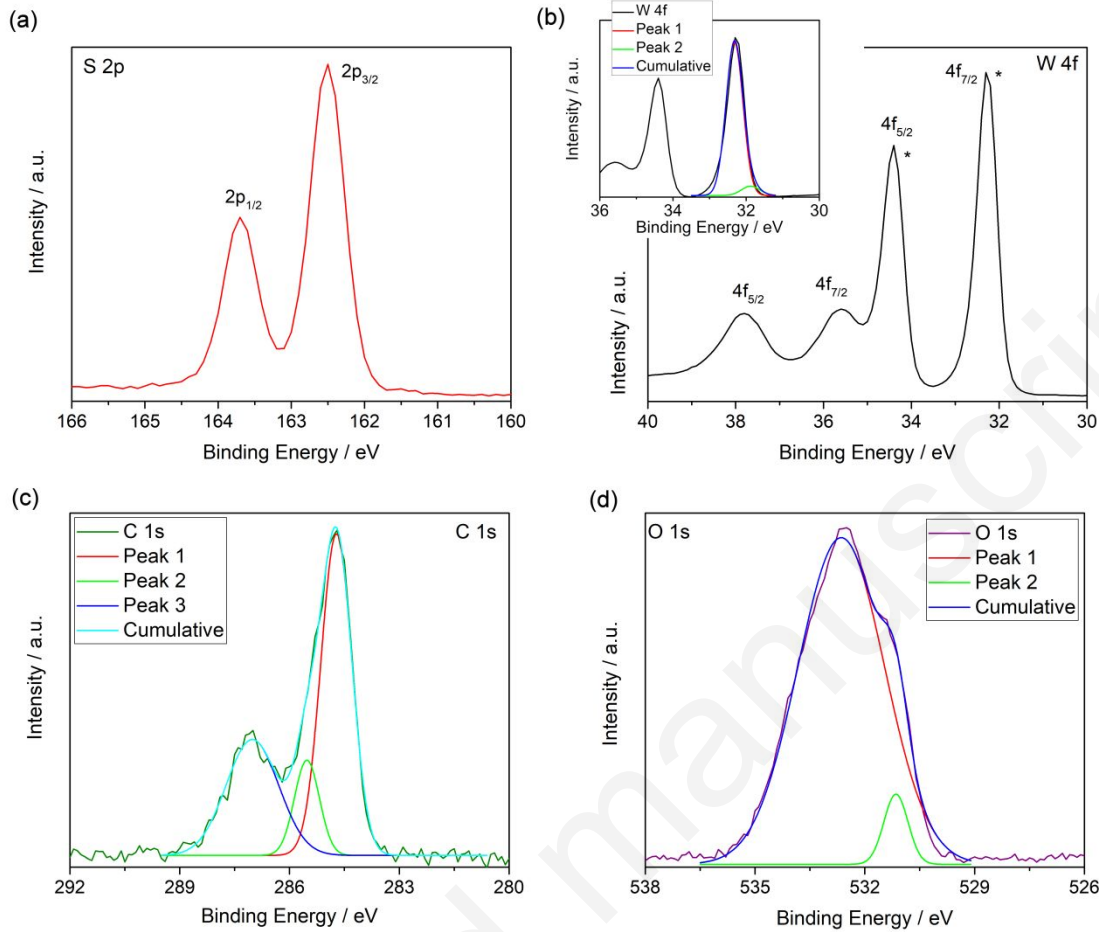 (a)
S 2p
2p3/2
2p1/2
Intensity / a.u.
166 165 164 163 162 161 160
Binding Energy / eV
(b)
W 4f
Peak 1
Peak 2
Cumulative
Intensity / a.u.
36 34 32 30
Binding Energy / eV
W 4f
4f7/2 *
4f5/2
*
4f7/2
4f5/2
Intensity / a.u.
40 38 36 34 32 30
Binding Energy / eV
(c)
C 1s
Peak 1
Peak 2
Peak 3
Cumulative
C 1s
Intensity / a.u.
292 289 286 283 280
Binding Energy / eV
(d)
O 1s
O 1s
Peak 1
Peak 2
Cumulative
Intensity / a.u.
538 535 532 529 526
Binding Energy / eV
d manuscrip